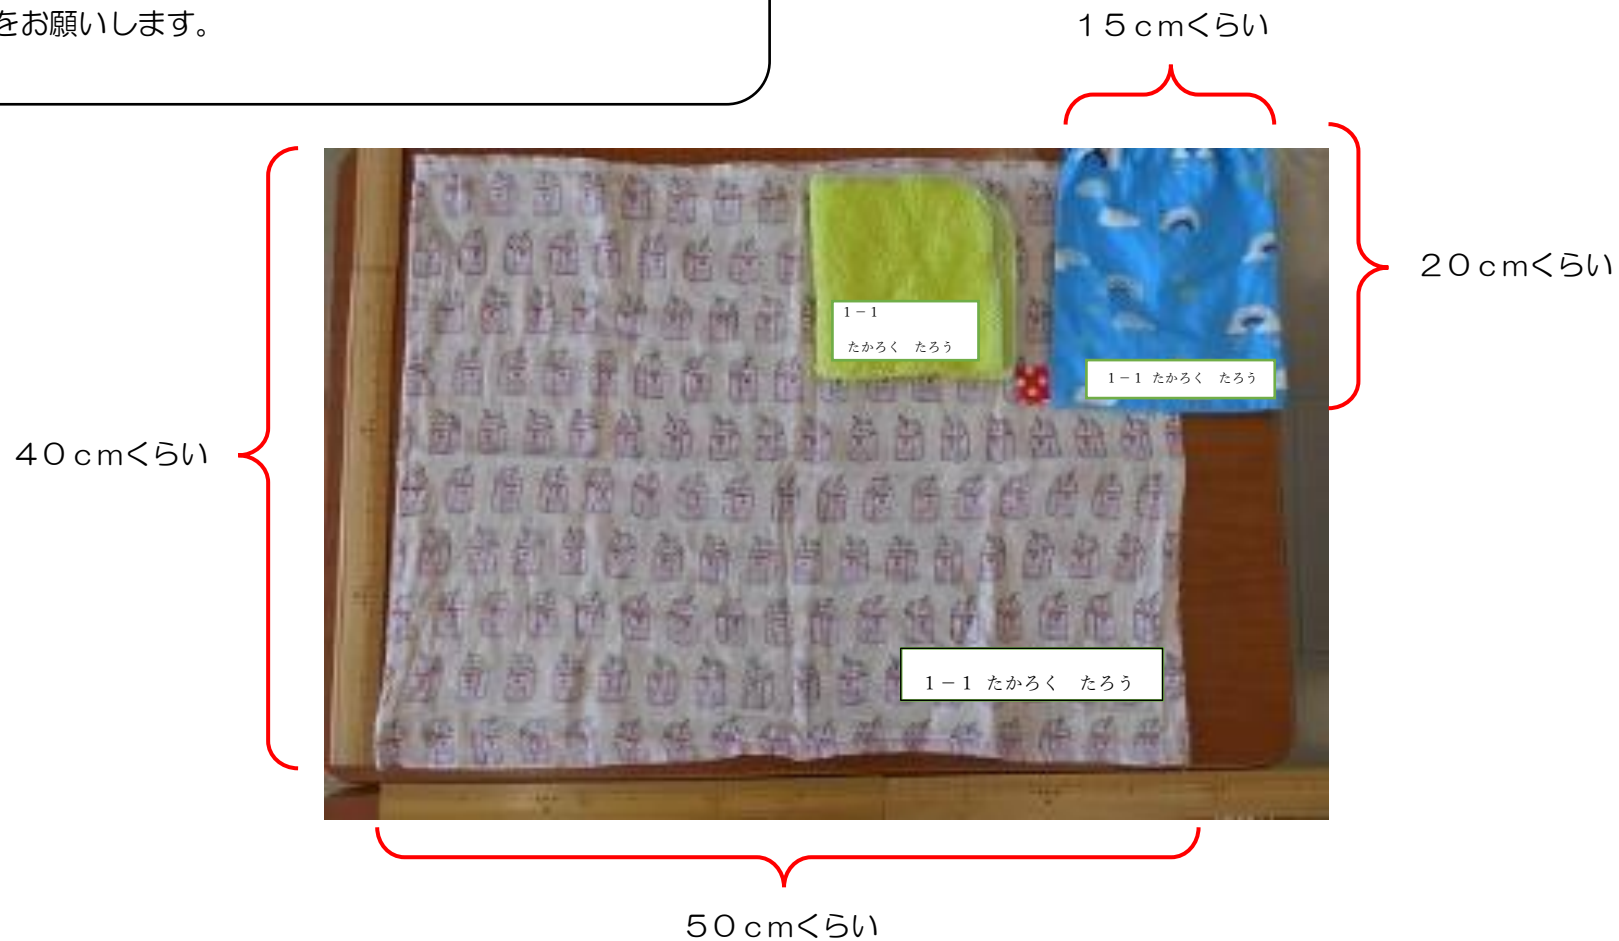 をお願いします。
１５ｃｍくらい
２０ｃｍくらい
１－１
たかろく　たろう
１－１ たかろく　たろう
４０ｃｍくらい
１－１ たかろく　たろう
５０ｃｍくらい